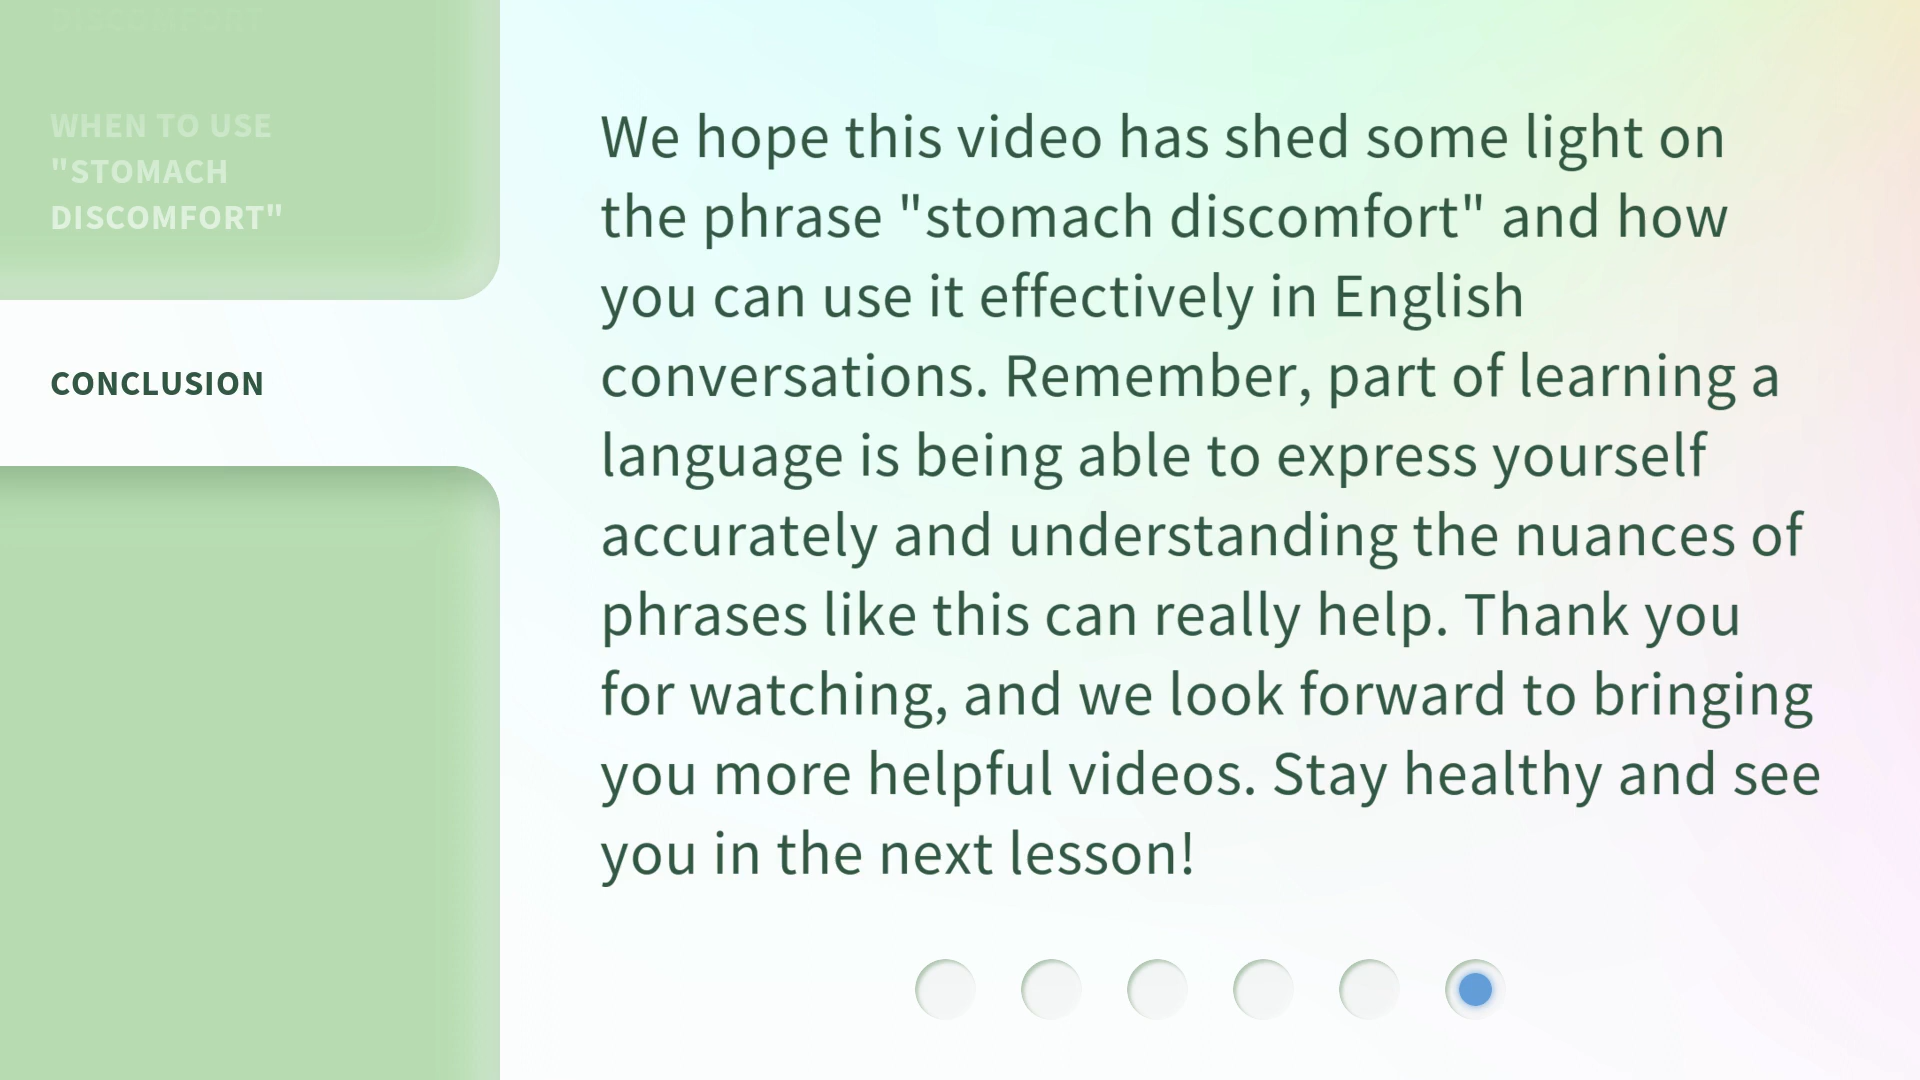 DISCOMFORT
WHEN TO USE
"STOMACH
DISCOMFORT"
CONCLUSION
We hope this video has shed some light on
the phrase "stomach discomfort" and how
you can use it effectively in English
conversations. Remember, part of learning a
language is being able to express yourself
accurately and understanding the nuances of
phrases like this can really help. Thank you
for watching, and we look forward to bringing
you more helpful videos. Stay healthy and see
you in the next lesson!